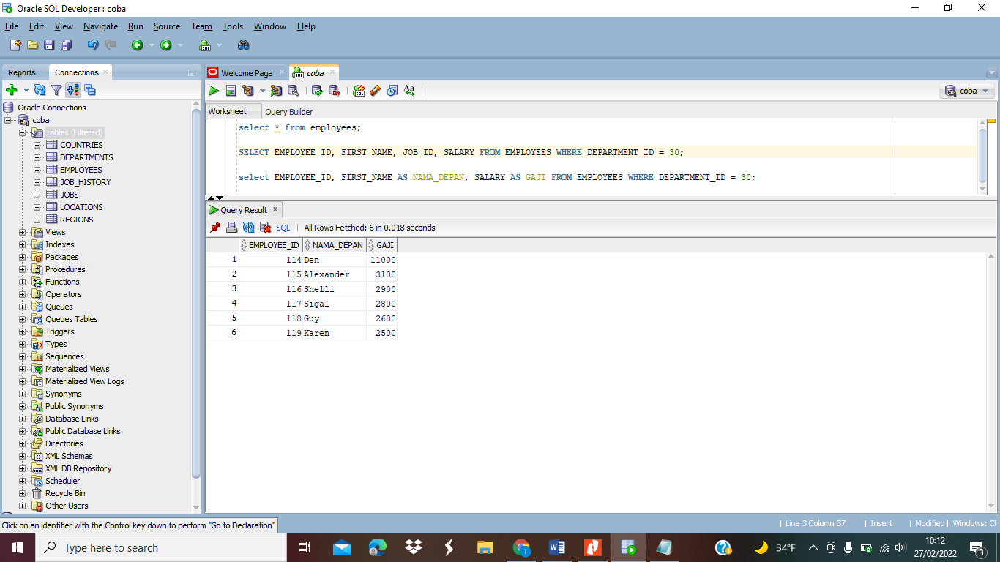 Oracle SQL Developer : coba
File Edit View Navigate Run Source Team Tools Window Help
Reports Connections
Welcome Page coba
coba
Worksheet Query Builder
Oracle Connections
coba
Tables (Filtered)
COUNTRIES
DEPARTMENTS
EMPLOYEES
JOB_HISTORY
JOBS
LOCATIONS
REGIONS
Views
Indexes
Packages
Procedures
Functions
Operators
Queues
Queues Tables
Triggers
Types
Sequences
Materialized Views
Materialized View Logs
Synonyms
Public Synonyms
Database Links
Public Database Links
Directories
XML Schemas
XML DB Repository
Scheduler
Recycle Bin
Other Users
select * from employees;
SELECT EMPLOYEE_ID, FIRST_NAME, JOB_ID, SALARY FROM EMPLOYEES WHERE DEPARTMENT_ID = 30;
select EMPLOYEE_ID, FIRST_NAME AS NAMA_DEPAN, SALARY AS GAJI FROM EMPLOYEES WHERE DEPARTMENT_ID = 30;
Query Result
SQL | All Rows Fetched: 6 in 0.018 seconds
EMPLOYEE_ID NAMA_DEPAN GAJI
1 114 Den 11000
2 115 Alexander 3100
3 116 Shelli 2900
4 117 Sigal 2800
5 118 Guy 2600
6 119 Karen 2500
Click on an identifier with the Control key down to perform "Go to Declaration"
| Line 3 Column 37 | Insert | Modified | Windows: CF
Type here to search
34°F
10:12
27/02/2022
3